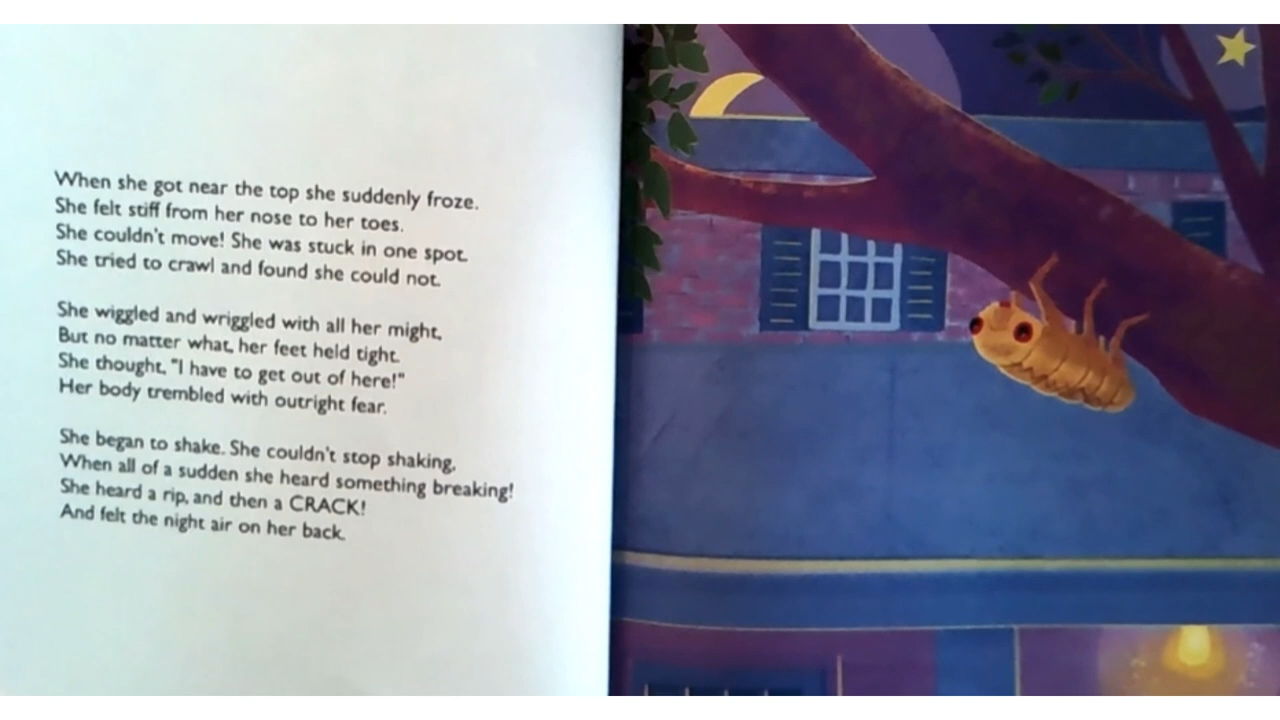 When she got near the top she suddenly froze.
She felt stiff from her nose to her toes.
She couldn't move! She was stuck in one spot.
She tried to crawl and found she could not.
She wiggled and wriggled with all her might,
But no matter what, her feet held tight.
She thought, "I have to get out of here!"
Her body trembled with outright fear.
She began to shake. She couldn't stop shaking,
When all of a sudden she heard something breaking!
She heard a rip, and then a CRACK!
And felt the night air on her back.